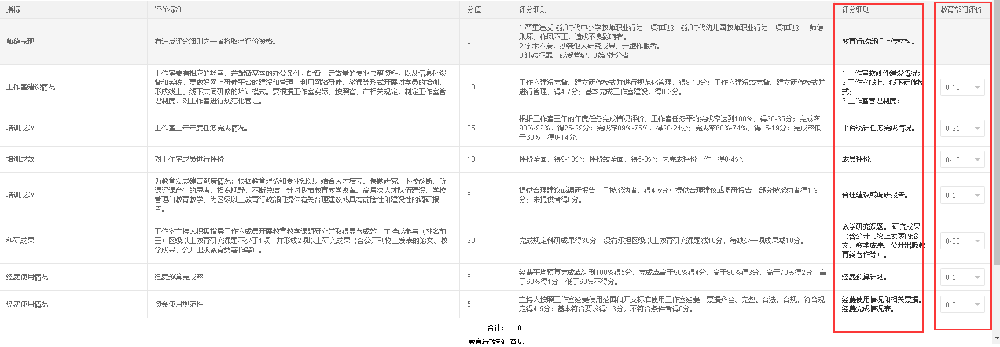 指标 评价标准 分值 评分细则 评分细则 教育部门评价
师德表现
有违反评分细则之一者将取消评价资格。
0
1.严重违反《新时代中小学教师职业行为十项准则》《新时代幼儿园教师职业行为十项准则》，师德
败坏、作风不正，造成不良影响者。
2.学术不端，抄袭他人研究成果、弄虚作假者。
3.违法犯罪，或受党纪、政纪处分者。
教育行政部门上传材料。
工作室建设情况
工作室要有相应的场室，并配备基本的办公条件，配备一定数量的专业书籍资料，以及信息化设
备和系统。要做好网上研修平台的建设和管理，利用网络研修、微课等形式开展对学员的培训，
形成线上、线下共同研修的培训模式。要根据工作室实际，按照省、市相关规定，制定工作室管
理制度，对工作室进行规范化管理。
10
工作室建设完备、建立研修模式并进行规范化管理，得8-10分；工作室建设较完备、建立研修模式并
进行管理，得4-7分；基本完成工作室建设，得0-3分。
1.工作室软硬件建设情况；
2.工作室线上、线下研修模
式；
3.工作室管理制度；
0-10
培训成效
工作室三年年度任务完成情况。
35
根据工作室三年的年度任务完成情况评价，工作室任务平均完成率达到100%，得30-35分；完成率
90%-99%，得25-29分；完成率89%-75%，得20-24分；完成率60%-74%，得15-19分；完成率低
于60%，得0-14分。
平台统计任务完成情况。
0-35
培训成效
对工作室成员进行评价。
10
评价全面，得9-10分；评价较全面，得5-8分；未完成评价工作，得0-4分。
成员评价。
0-10
培训成效
为教育发展建言献策情况：根据教育理论和专业知识，结合人才培养、课题研究、下校诊断、听
课评课产生的思考，拓宽视野，不断总结，针对我市教育教学改革、高层次人才队伍建设、学校
管理和教育教学，为区级以上教育行政部门提供有关合理建议或具有前瞻性和建设性的调研报
告。
5
提供合理建议或调研报告，且被采纳者，得4-5分；提供合理建议或调研报告，部分被采纳者得1-3
分；未提供者得0分。
合理建议或调研报告。
0-5
科研成果
工作室主持人积极指导工作室成员开展教育教学课题研究并取得显著成效，主持或参与（排名前
三）区级以上教育研究课题不少于1项，并形成2项以上研究成果（含公开刊物上发表的论文、教
学成果、公开出版教育类著作等）。
30
完成规定科研成果得30分，没有承担区级以上教育研究课题减10分，每缺少一项成果减10分。
教学研究课题。 研究成果
（含公开刊物上发表的论
文、教学成果、公开出版教
育类著作等）。
0-30
经费使用情况
经费预算完成率
5
经费平均预算完成率达到100%得5分，完成率高于90%得4分，高于80%得3分，高于70%得2分，高
于60%得1分，低于60%不得分。
经费预算计划。
0-5
经费使用情况
资金使用规范性
5
主持人按照工作室经费使用范围和开支标准使用工作室经费，票据齐全、完整、合法、合规，符合规
定得4-5分；基本符合要求得1-3分，不符合条件者得0分。
经费使用情况和相关票据。
经费完成情况表。
0-5
合计： 0
教育行政部门意见